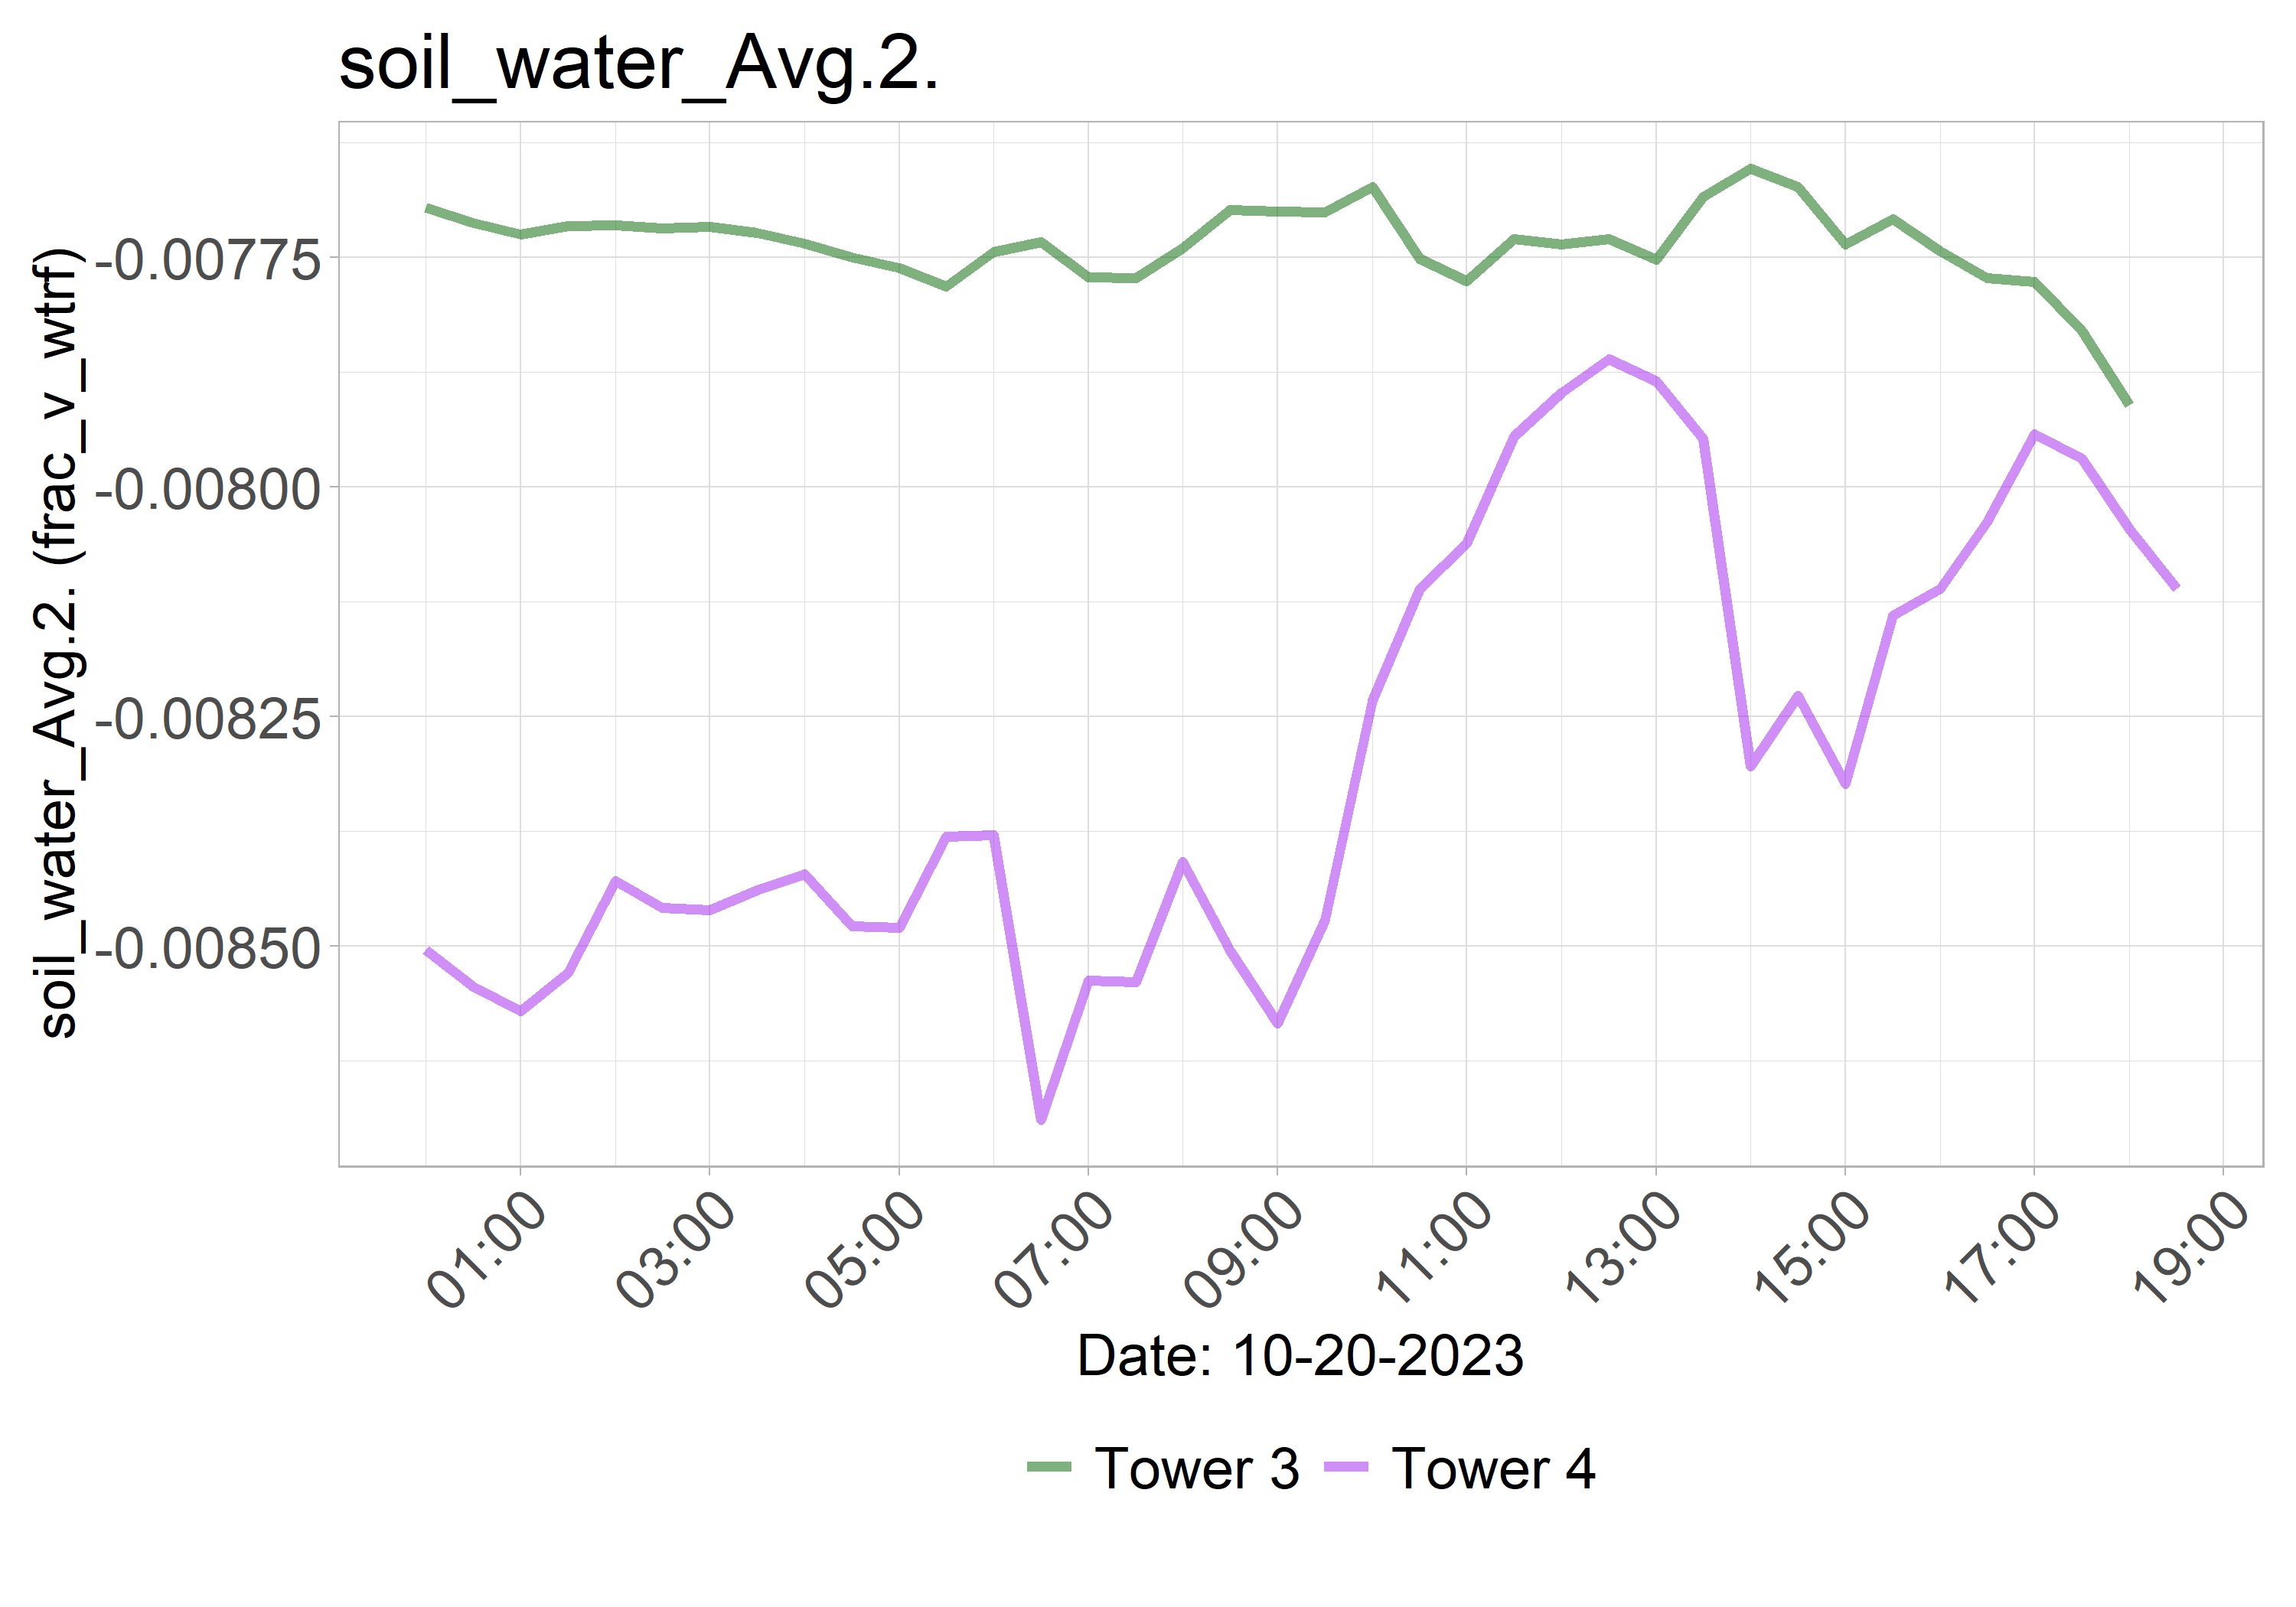 soil_water_Avg.2.
soil_water_Avg.2. (frac_v_wtrf)
-0.00775
-0.00800
-0.00825
-0.00850
01:00 03:00 05:00 07:00 09:00 11:00 13:00 15:00 17:00 19:00
Date: 10-20-2023
Tower 3 Tower 4